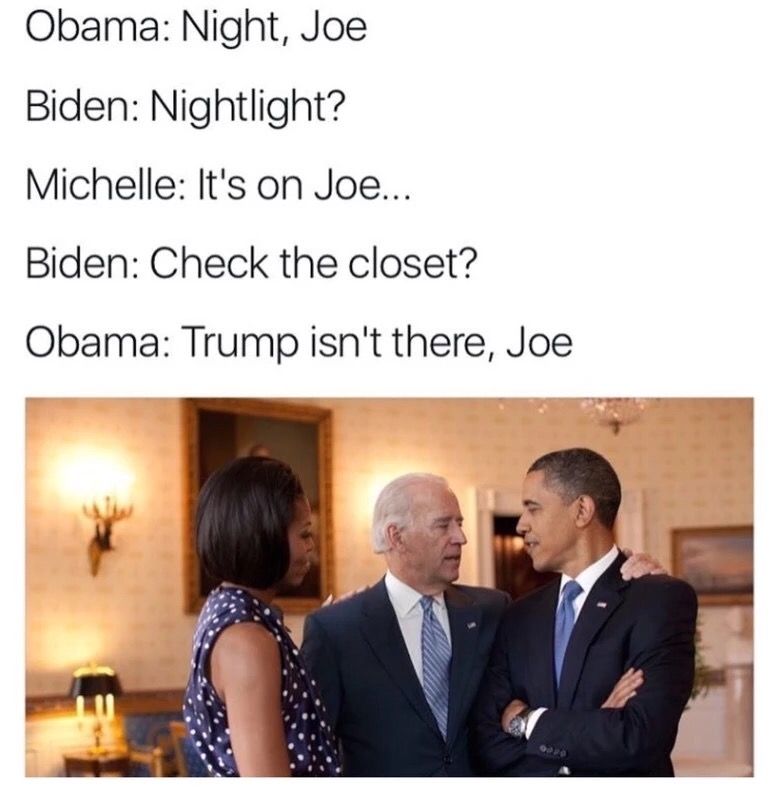 Obama: Night, Joe
Biden: Nightlight?
Michelle: It's on Joe...
Biden: Check the closet?
Obama: Trump isn't there, Joe